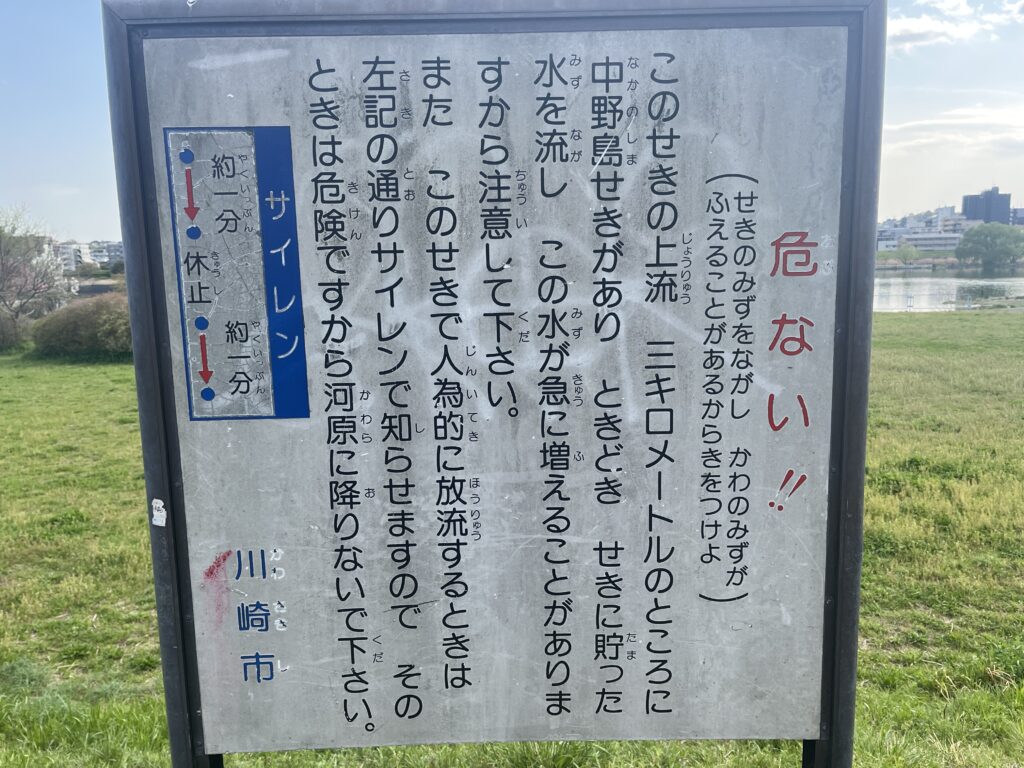 危ない!!
(せきのみずをながし かわのみずが
ふえることがあるからきをつけよ)
このせきの上流 三キロメートルのところに
中野島せきがあり ときどき せきに貯った
水を流し この水が急に増えることがありま
すから注意して下さい。
また このせきで人為的に放流するときは
左記の通りサイレンで知らせますので その
ときは危険ですから河原に降りないで下さい。
サイレン
約一分
休止
約一分
川崎市